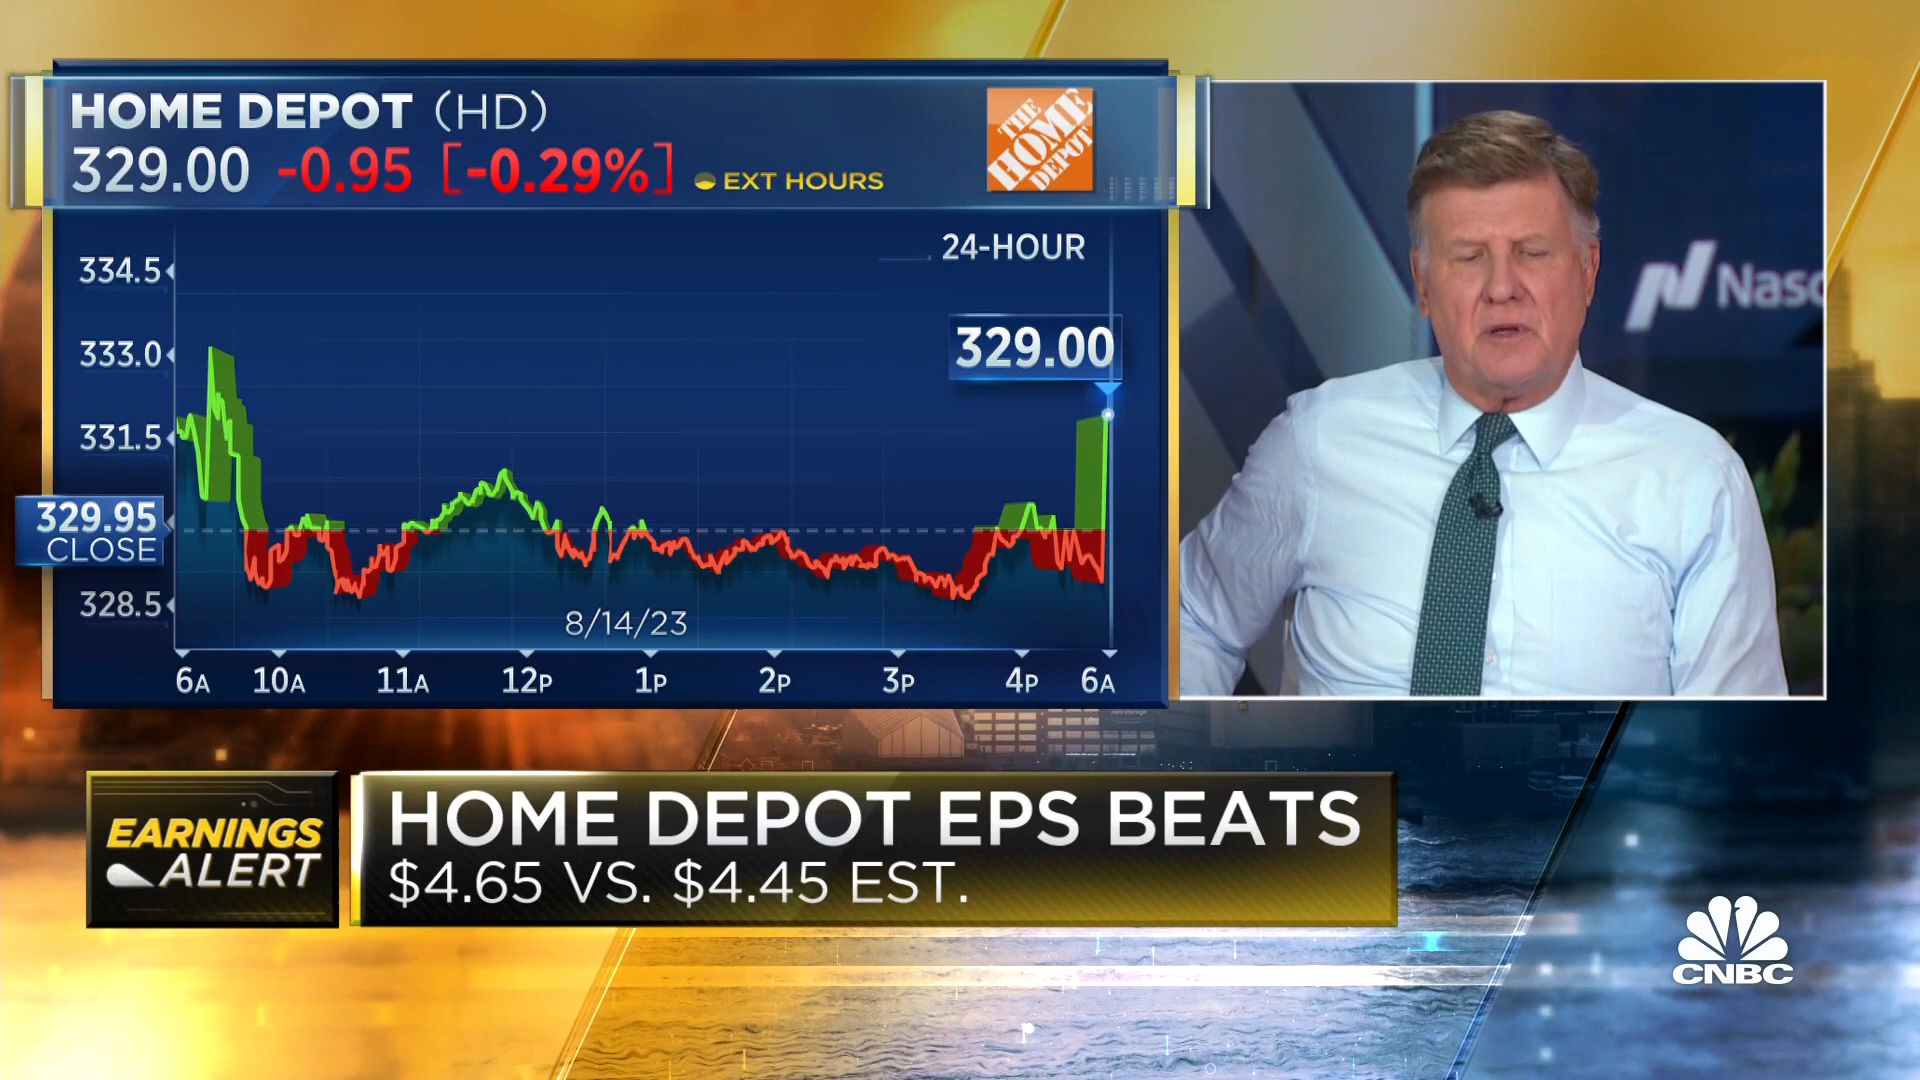 HOME DEPOT (HD)
329.00 -0.95 [-0.29%] EXT HOURS
THE
HOME
DEPOT
24-HOUR
334.5
333.0
331.5
329.95
CLOSE
328.5
329.00
8/14/23
6A 10A 11A 12P 1P 2P 3P 4P 6A
Nasd
EARNINGS
ALERT
HOME DEPOT EPS BEATS
$4.65 VS. $4.45 EST.
CNBC